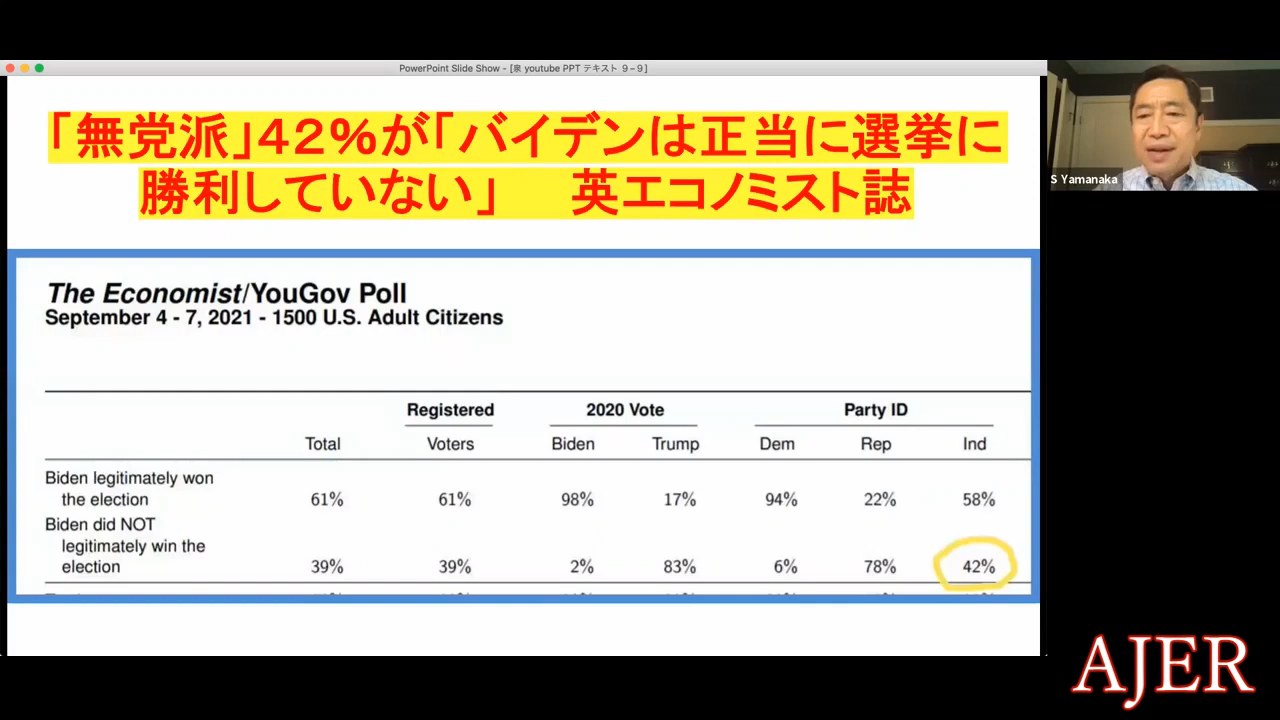 PowerPoint Slide Show - [泉 youtube PPT テキスト 9-9]
「無党派」42%が「バイデンは正当に選挙に
勝利していない」 英エコノミスト誌
S Yamanaka
The Economist/YouGov Poll
September 4 - 7, 2021 - 1500 U.S. Adult Citizens
Registered 2020 Vote Party ID
Total Voters Biden Trump Dem Rep Ind
Biden legitimately won
the election 61% 61% 98% 17% 94% 22% 58%
Biden did NOT
legitimately win the
election 39% 39% 2% 83% 6% 78% 42%
AJER